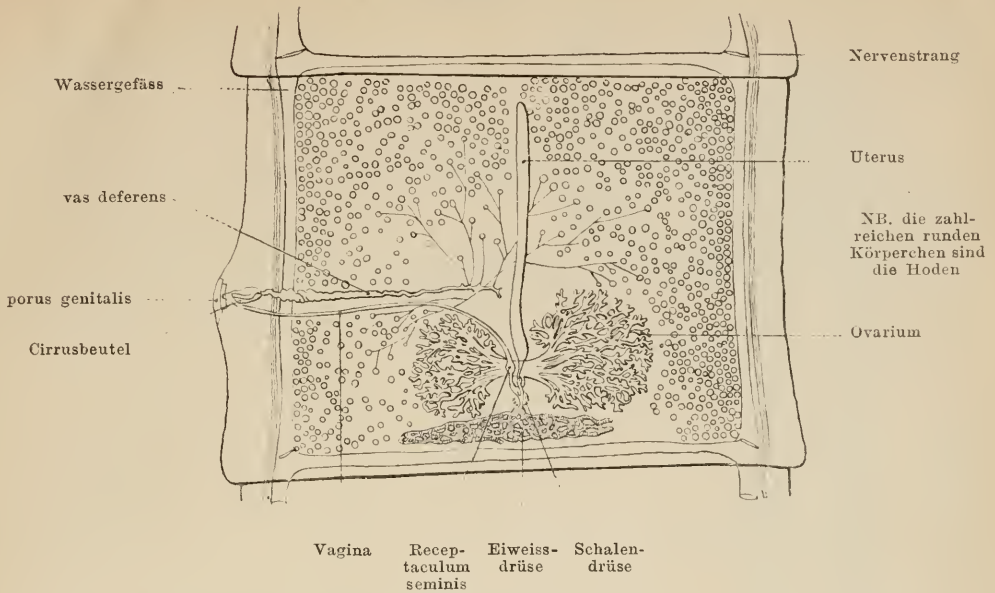 Wassergefäss
vas deferens
porus genitalis
Cirrusbeutel
Nervenstrang
Uterus
NB. die zahl-
reichen runden
Körperchen sind
die Hoden
Ovarium
Vagina
Recep-
taculum
seminis
Eiweiss-
drüse
Schalen-
drüse